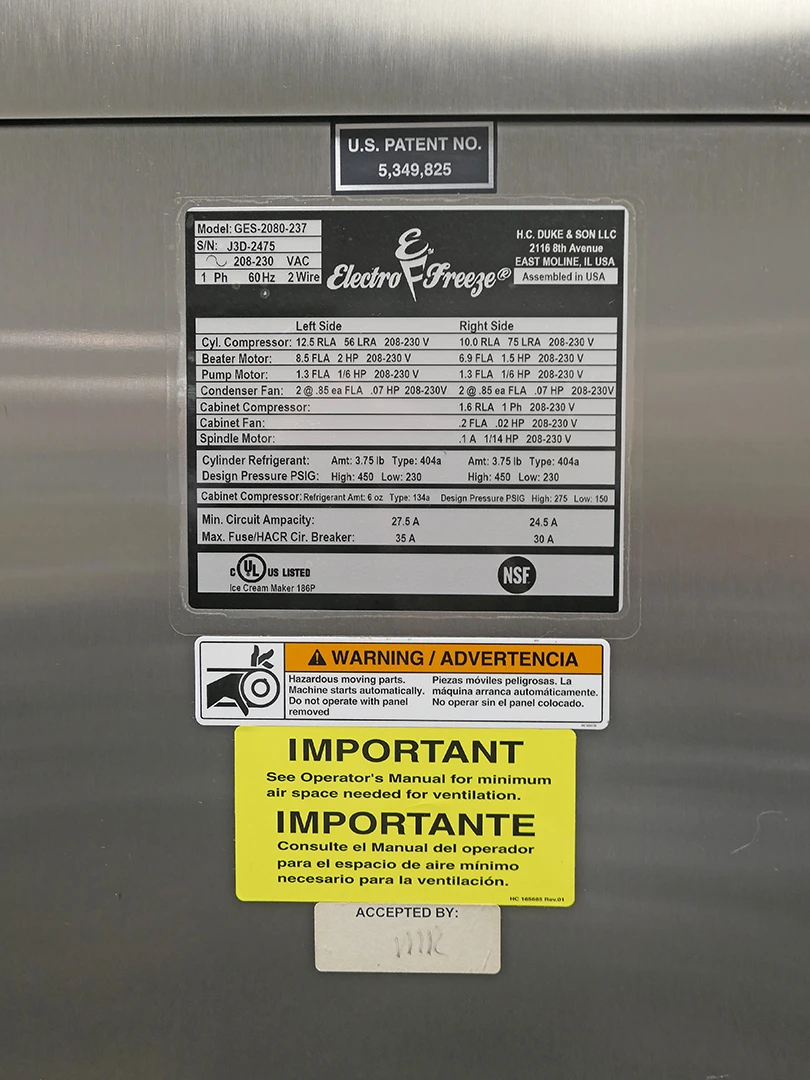 U.S. PATENT NO.
5,349,825
Model: GES-2080-237
S/N: J3D-2475
208-230 VAC
1 Ph 60Hz 2 Wire
Electro Freeze®
H.C. DUKE & SON LLC
2116 8th Avenue
EAST MOLINE, IL USA
Assembled in USA
Left Side Right Side
Cyl. Compressor: 12.5 RLA 56 LRA 208-230 V 10.0 RLA 75 LRA 208-230 V
Beater Motor: 8.5 FLA 2 HP 208-230 V 6.9 FLA 1.5 HP 208-230 V
Pump Motor: 1.3 FLA 1/6 HP 208-230 V 1.3 FLA 1/6 HP 208-230 V
Condenser Fan: 2 @ .85 ea FLA .07 HP 208-230V 2 @ .85 ea FLA .07 HP 208-230V
Cabinet Compressor: 1.6 RLA 1 Ph 208-230 V
Cabinet Fan: .2 FLA .02 HP 208-230 V
Spindle Motor: .1 A 1/14 HP 208-230 V
Cylinder Refrigerant: Amt: 3.75 lb Type: 404a Amt: 3.75 lb Type: 404a
Design Pressure PSIG: High: 450 Low: 230 High: 450 Low: 230
Cabinet Compressor: Refrigerant Amt: 6 oz Type: 134a Design Pressure PSIG High: 275 Low: 150
Min. Circuit Ampacity: 27.5 A 24.5 A
Max. Fuse/HACR Cir. Breaker: 35 A 30 A
C UL US LISTED
Ice Cream Maker 186P
NSF
WARNING / ADVERTENCIA
Hazardous moving parts.
Machine starts automatically.
Do not operate with panel
removed
Piezas móviles peligrosas. La
máquina arranca automáticamente.
No operar sin el panel colocado.
IMPORTANT
See Operator's Manual for minimum
air space needed for ventilation.
IMPORTANTE
Consulte el Manual del operador
para el espacio de aire mínimo
necesario para la ventilación.
HC 165685 Rev.01
ACCEPTED BY: